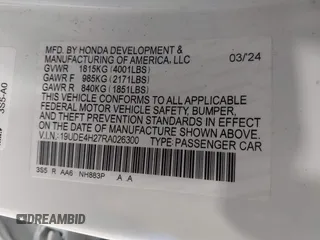 MFD. BY HONDA DEVELOPMENT & 03/24
MANUFACTURING OF AMERICA, LLC
GVWR 1815KG (4001LBS)
GAWR F 985KG (2171LBS)
GAWR R 840KG (1851LBS)
THIS VEHICLE CONFORMS TO ALL APPLICABLE
FEDERAL MOTOR VEHICLE SAFETY, BUMPER,
AND THEFT PREVENTION STANDARDS IN EFFECT
ON THE DATE OF MANUFACTURE SHOWN ABOVE.
V.I.N.: 19UDE4H27RA026300 TYPE PASSENGER CAR
3S5 R AA6 NH883P A A
3S5-A0
DREAMBID